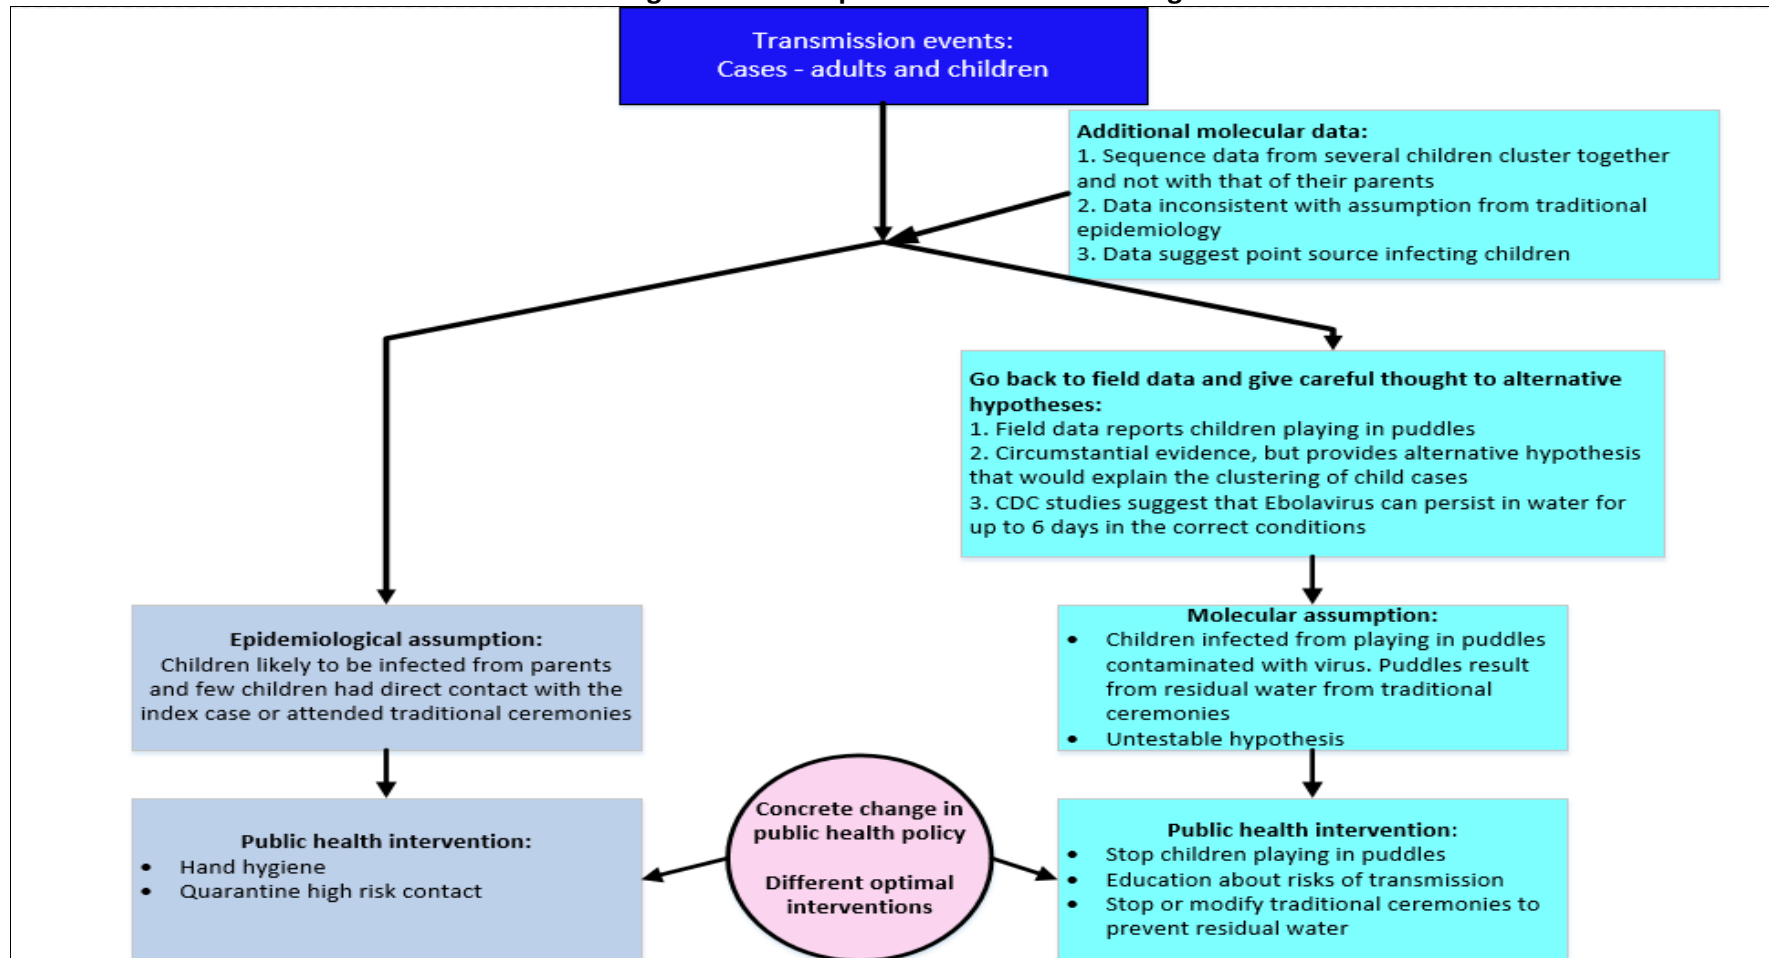 Transmission events:
Cases - adults and children
Additional molecular data:
1. Sequence data from several children cluster together
and not with that of their parents
2. Data inconsistent with assumption from traditional
epidemiology
3. Data suggest point source infecting children
Go back to field data and give careful thought to alternative
hypotheses:
1. Field data reports children playing in puddles
2. Circumstantial evidence, but provides alternative hypothesis
that would explain the clustering of child cases
3. CDC studies suggest that Ebolavirus can persist in water for
up to 6 days in the correct conditions
Epidemiological assumption:
Children likely to be infected from parents
and few children had direct contact with the
index case or attended traditional ceremonies
Molecular assumption:
• Children infected from playing in puddles
contaminated with virus. Puddles result
from residual water from traditional
ceremonies
• Untestable hypothesis
Public health intervention:
• Hand hygiene
• Quarantine high risk contact
Concrete change in
public health policy
Different optimal
interventions
Public health intervention:
• Stop children playing in puddles
• Education about risks of transmission
• Stop or modify traditional ceremonies to
prevent residual water